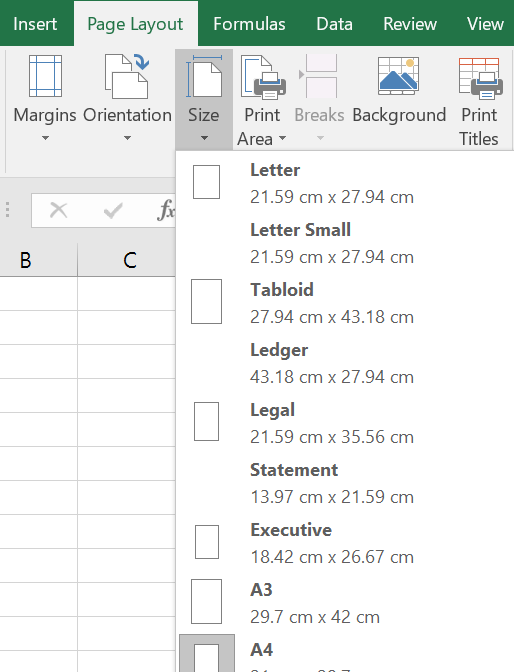 Insert Page Layout Formulas Data Review View
Margins Orientation Size Print Area Breaks Background Print Titles
fx
B C
Letter
21.59 cm x 27.94 cm
Letter Small
21.59 cm x 27.94 cm
Tabloid
27.94 cm x 43.18 cm
Ledger
43.18 cm x 27.94 cm
Legal
21.59 cm x 35.56 cm
Statement
13.97 cm x 21.59 cm
Executive
18.42 cm x 26.67 cm
A3
29.7 cm x 42 cm
A4